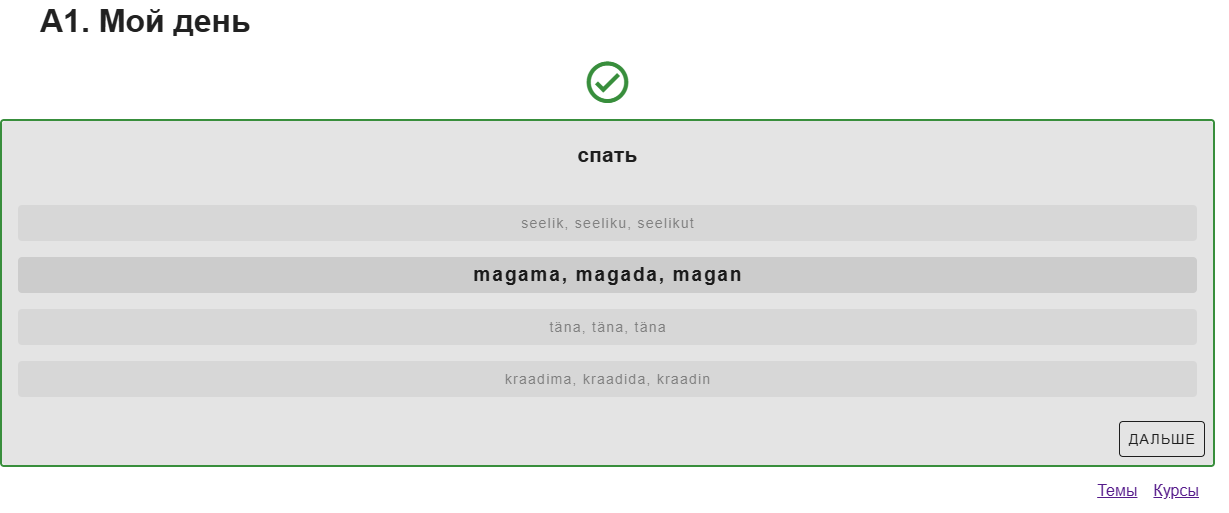 A1. Мой день
спать
seelik, seeliku, seelikut
magama, magada, magan
täna, täna, täna
kraadima, kraadida, kraadin
ДАЛЬШЕ
Темы Курсы